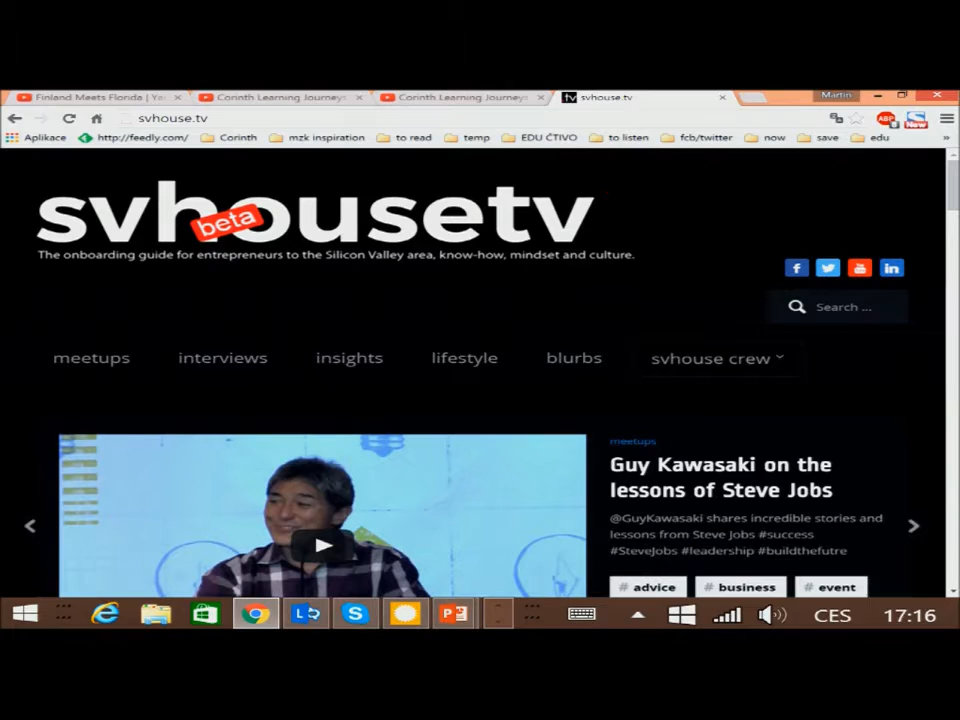 Finland Meets Florida | Yo
Corinth Learning Journeys
Corinth Learning Journeys
svhouse.tv
Martin
svhouse.tv
ABP
New
Aplikace
http://feedly.com/
Corinth
mzk inspiration
to read
temp
EDU ČTIVO
to listen
fcb/twitter
now
save
edu
»
svhousetv
beta
The onboarding guide for entrepreneurs to the Silicon Valley area, know-how, mindset and culture.
Search ...
meetups
interviews
insights
lifestyle
blurbs
svhouse crew
meetups
Guy Kawasaki on the
lessons of Steve Jobs
@GuyKawasaki shares incredible stories and
lessons from Steve Jobs #success
#SteveJobs #leadership #buildthefutre
# advice
# business
# event
CES
17:16